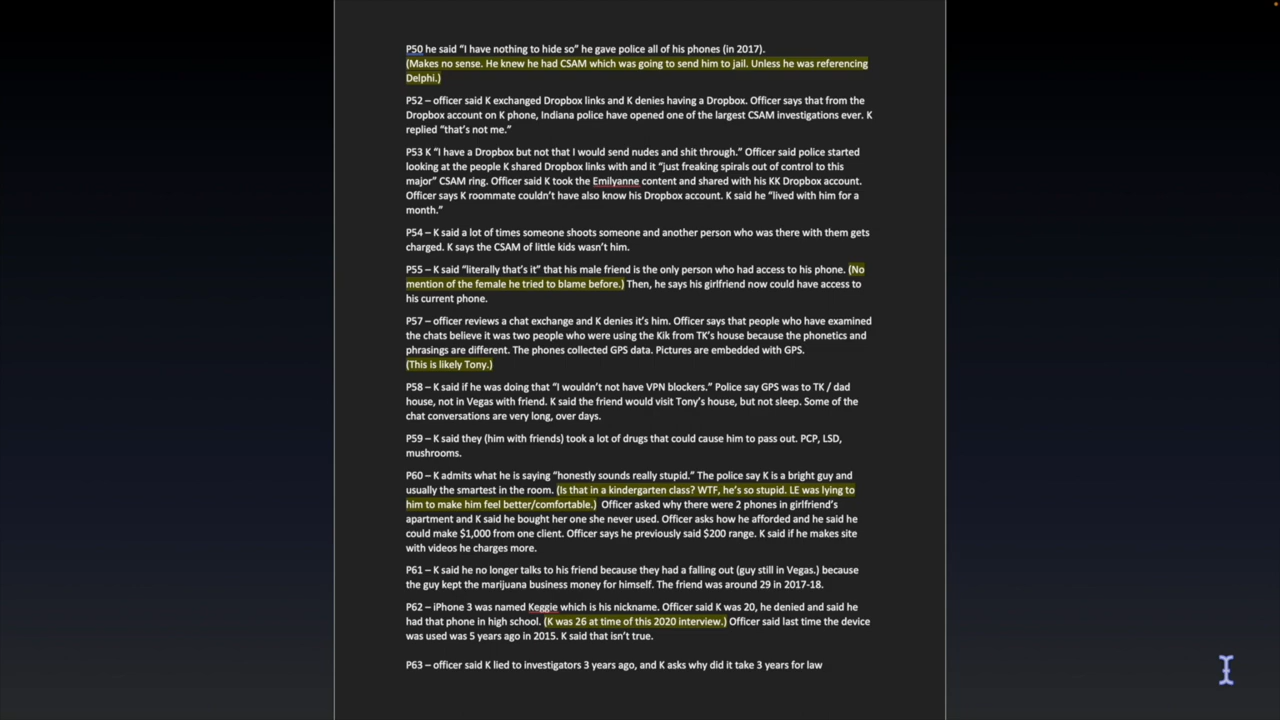 P50 he said “I have nothing to hide so” he gave police all of his phones (in 2017).
(Makes no sense. He knew he had CSAM which was going to send him to jail. Unless he was referencing
Delphi.)
P52 – officer said K exchanged Dropbox links and K denies having a Dropbox. Officer says that from the
Dropbox account on K phone, Indiana police have opened one of the largest CSAM investigations ever. K
replied “that’s not me.”
P53 K “I have a Dropbox but not that I would send nudes and shit through.” Officer said police started
looking at the people K shared Dropbox links with and it “just freaking spirals out of control to this
major” CSAM ring. Officer said K took the Emilyanne content and shared with his KK Dropbox account.
Officer says K roommate couldn’t have also know his Dropbox account. K said he “lived with him for a
month.”
P54 – K said a lot of times someone shoots someone and another person who was there with them gets
charged. K says the CSAM of little kids wasn’t him.
P55 – K said “literally that’s it” that his male friend is the only person who had access to his phone. (No
mention of the female he tried to blame before.) Then, he says his girlfriend now could have access to
his current phone.
P57 – officer reviews a chat exchange and K denies it’s him. Officer says that people who have examined
the chats believe it was two people who were using the Kik from TK’s house because the phonetics and
phrasings are different. The phones collected GPS data. Pictures are embedded with GPS.
(This is likely Tony.)
P58 – K said if he was doing that “I wouldn’t not have VPN blockers.” Police say GPS was to TK / dad
house, not in Vegas with friend. K said the friend would visit Tony’s house, but not sleep. Some of the
chat conversations are very long, over days.
P59 – K said they (him with friends) took a lot of drugs that could cause him to pass out. PCP, LSD,
mushrooms.
P60 – K admits what he is saying “honestly sounds really stupid.” The police say K is a bright guy and
usually the smartest in the room. (Is that in a kindergarten class? WTF, he’s so stupid. LE was lying to
him to make him feel better/comfortable.) Officer asked why there were 2 phones in girlfriend’s
apartment and K said he bought her one she never used. Officer asks how he afforded and he said he
could make $1,000 from one client. Officer says he previously said $200 range. K said if he makes site
with videos he charges more.
P61 – K said he no longer talks to his friend because they had a falling out (guy still in Vegas.) because
the guy kept the marijuana business money for himself. The friend was around 29 in 2017-18.
P62 – iPhone 3 was named Keggie which is his nickname. Officer said K was 20, he denied and said he
had that phone in high school. (K was 26 at time of this 2020 interview.) Officer said last time the device
was used was 5 years ago in 2015. K said that isn’t true.
P63 – officer said K lied to investigators 3 years ago, and K asks why did it take 3 years for law